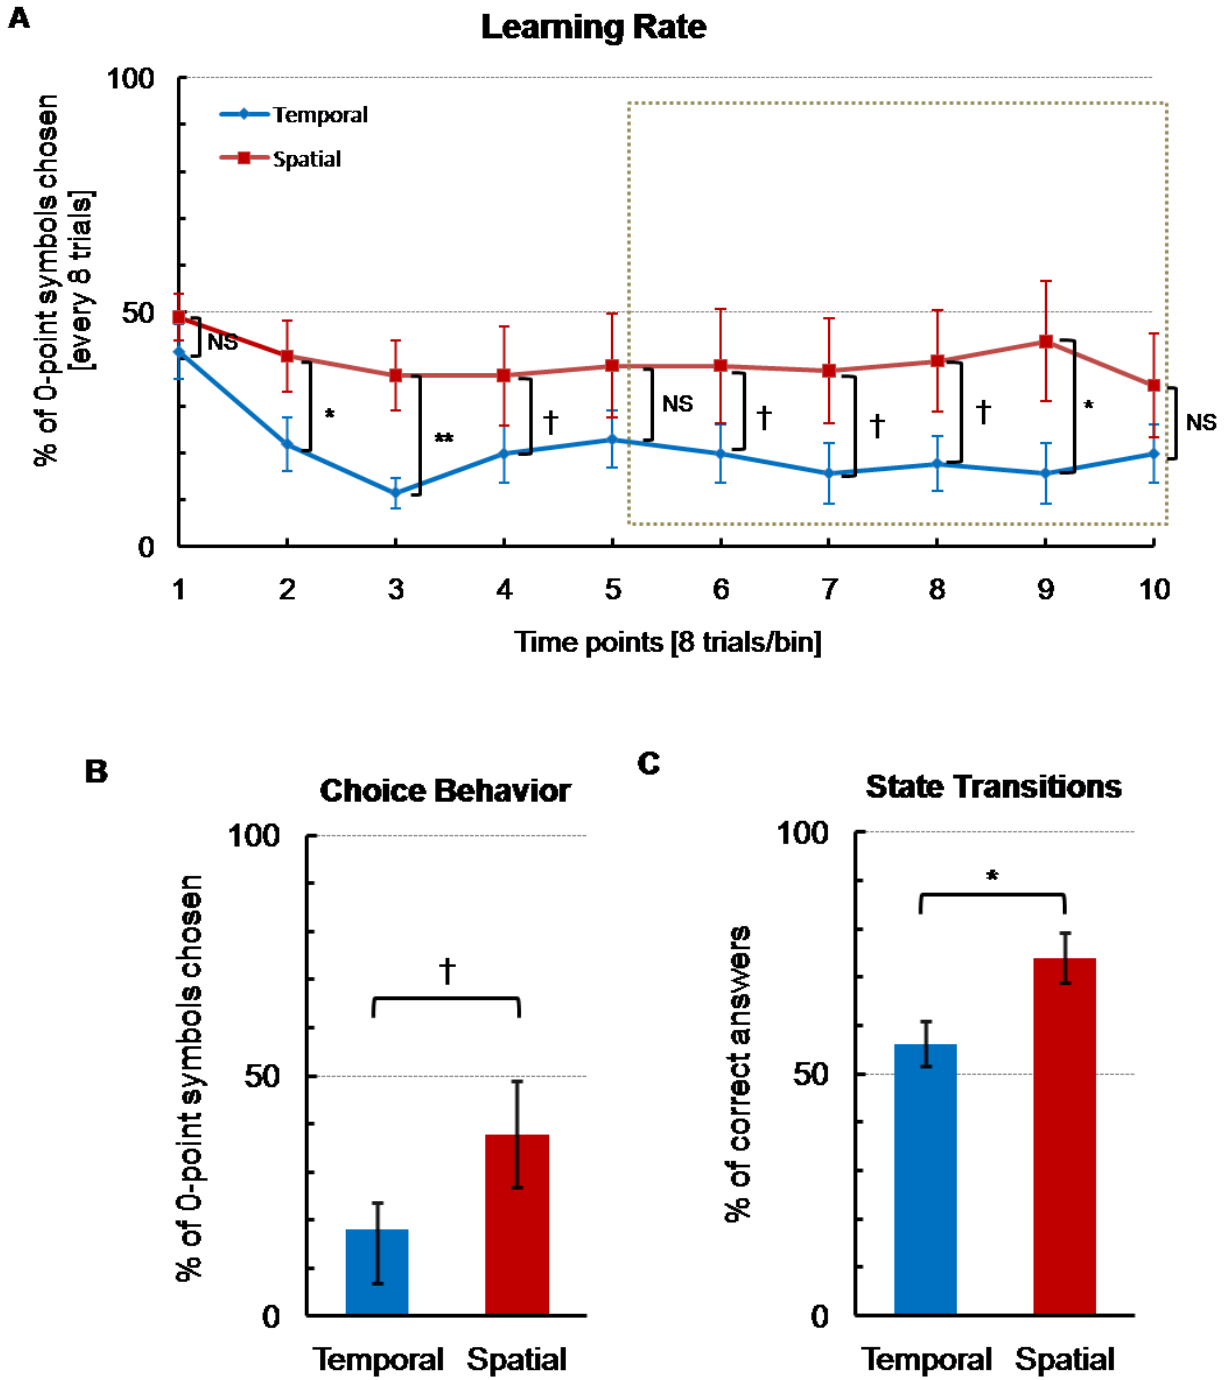 A
Learning Rate
% of 0-point symbols chosen
[every 8 trials]
100
50
0
Temporal
Spatial
NS
*
**
†
NS
†
†
†
*
NS
1 2 3 4 5 6 7 8 9 10
Time points [8 trials/bin]
B
Choice Behavior
% of 0-point symbols chosen
100
50
0
†
Temporal Spatial
C
State Transitions
% of correct answers
100
50
0
*
Temporal Spatial